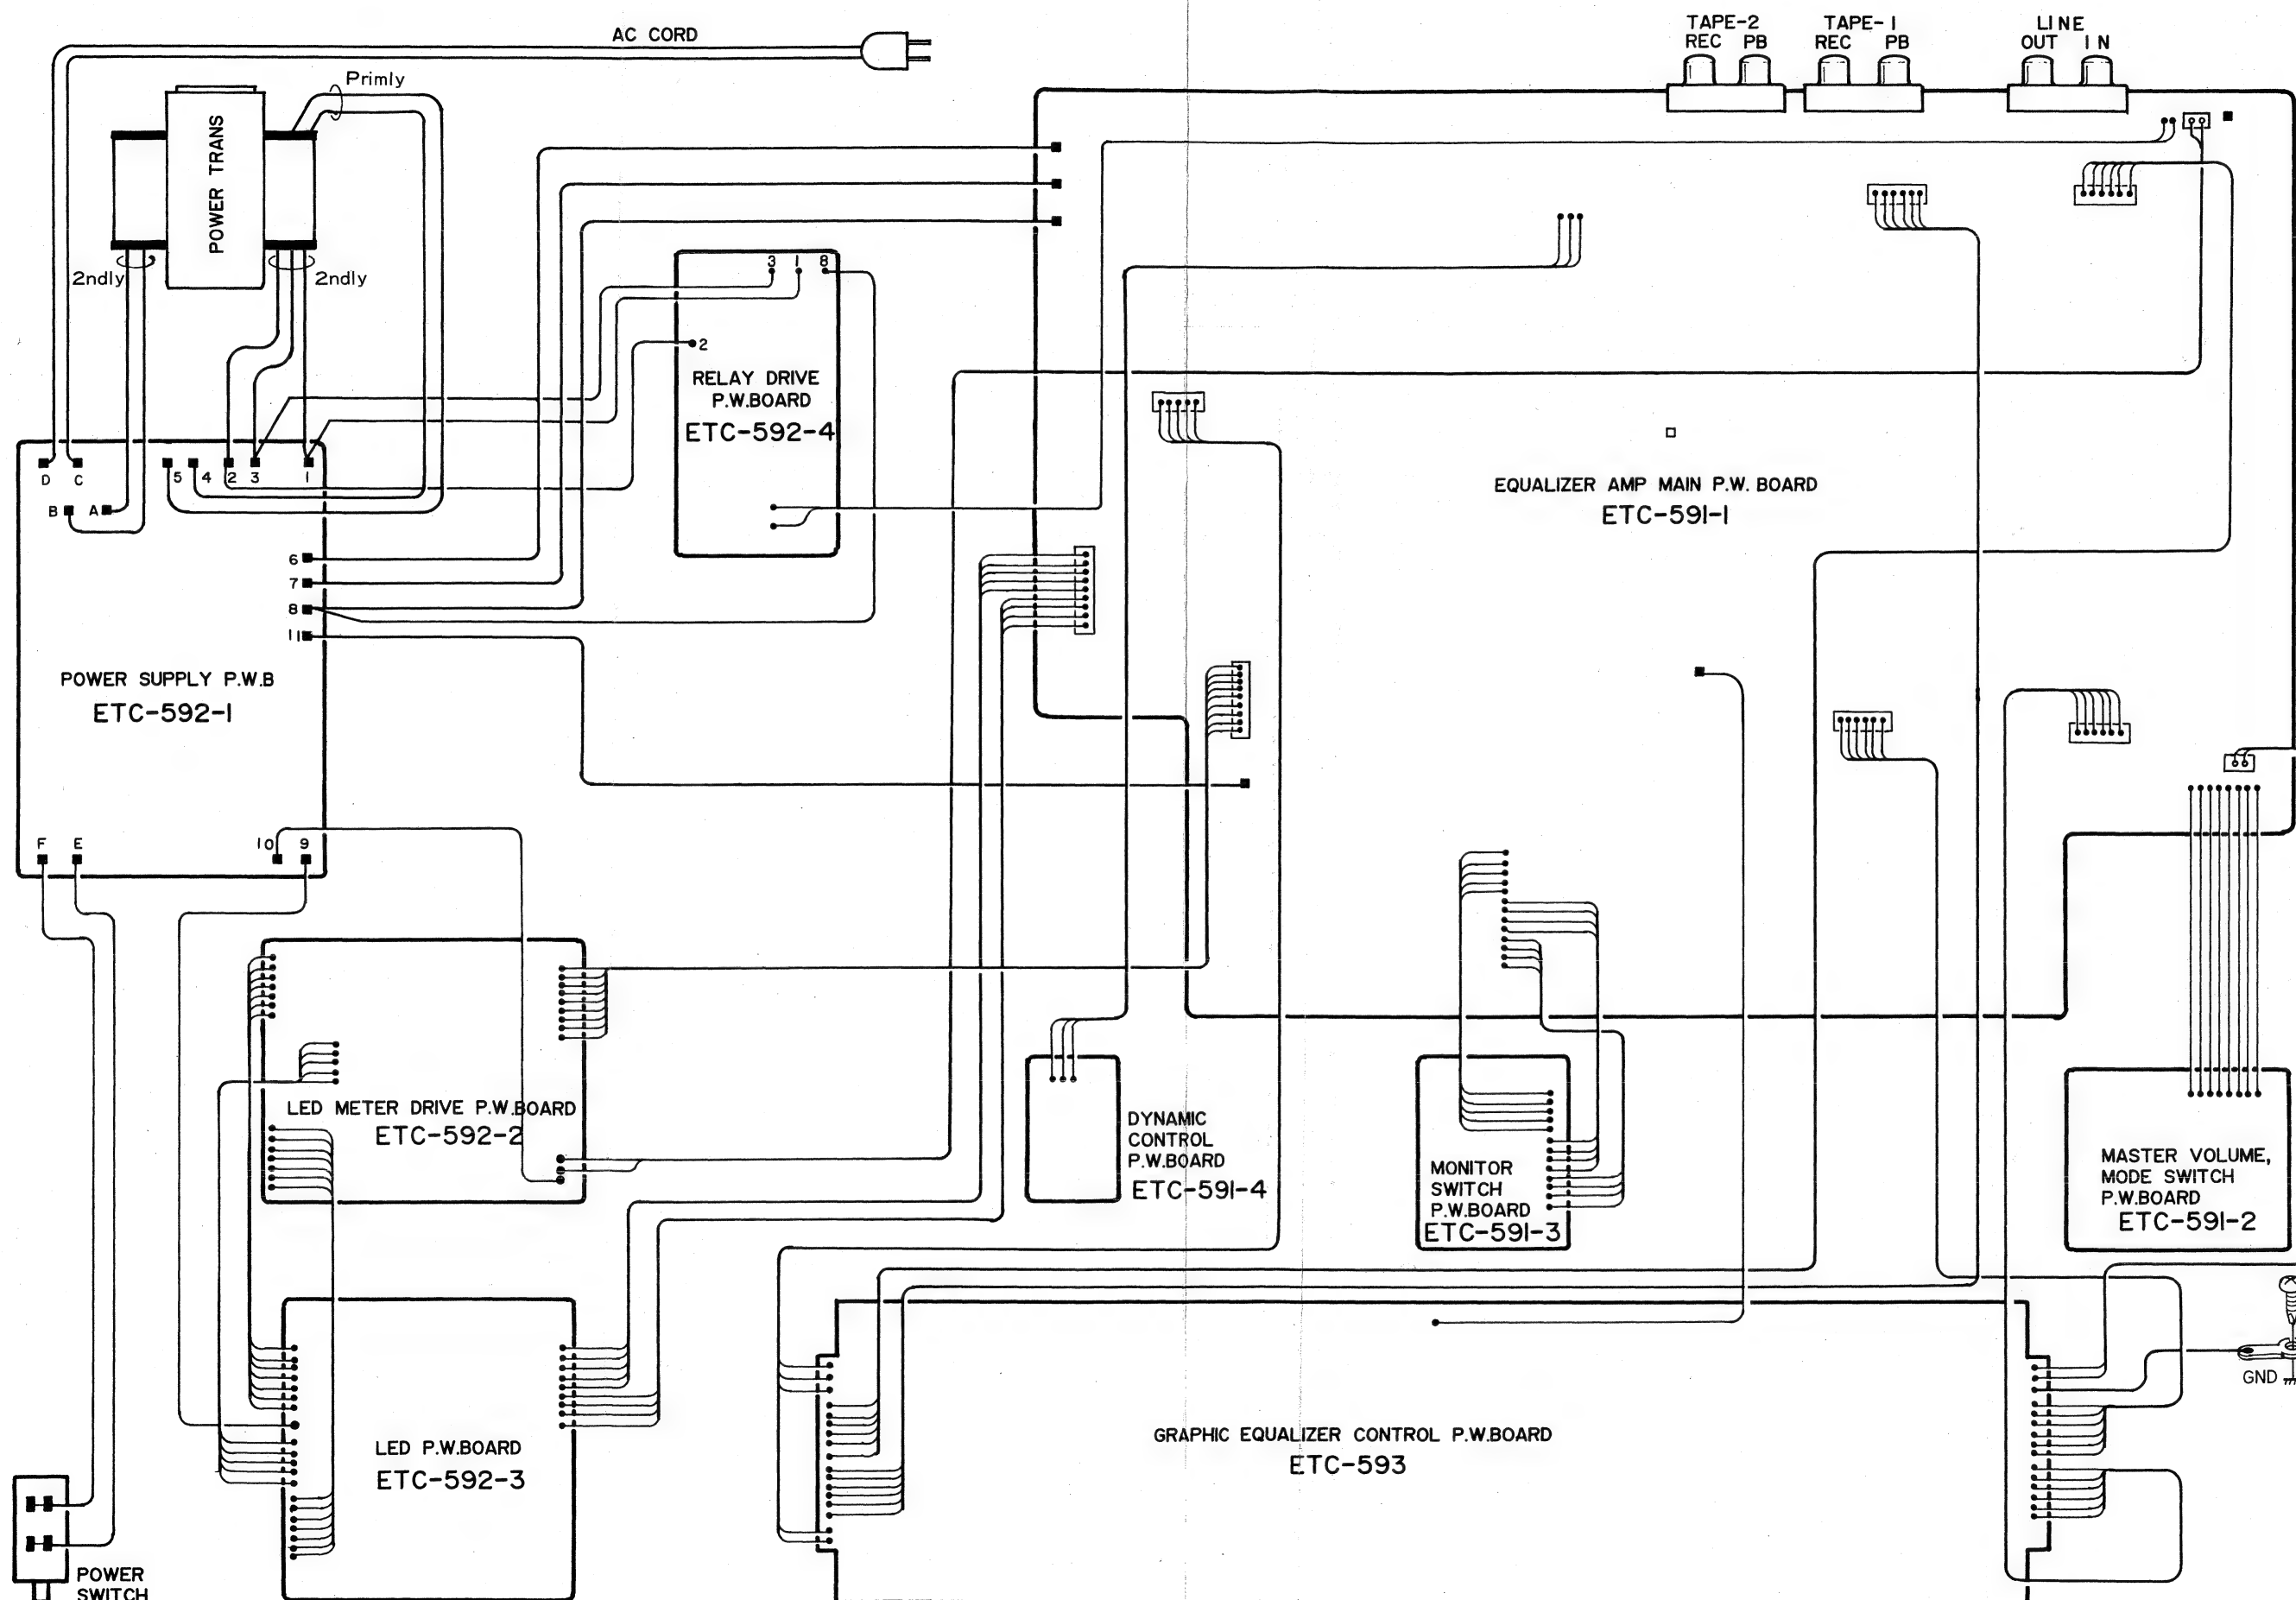 AC CORD
TAPE-2
REC PB
TAPE-1
REC PB
LINE
OUT IN
Primly
POWER TRANS
2ndly
2ndly
3 1 8
2
RELAY DRIVE
P.W.BOARD
ETC-592-4
D C
5 4 2 3 1
B A
6
7
8
11
POWER SUPPLY P.W.B
ETC-592-1
F E
10 9
EQUALIZER AMP MAIN P.W. BOARD
ETC-591-1
LED METER DRIVE P.W.BOARD
ETC-592-2
DYNAMIC
CONTROL
P.W.BOARD
ETC-591-4
MONITOR
SWITCH
P.W.BOARD
ETC-591-3
MASTER VOLUME,
MODE SWITCH
P.W.BOARD
ETC-591-2
GND
LED P.W.BOARD
ETC-592-3
GRAPHIC EQUALIZER CONTROL P.W.BOARD
ETC-593
POWER
SWITCH